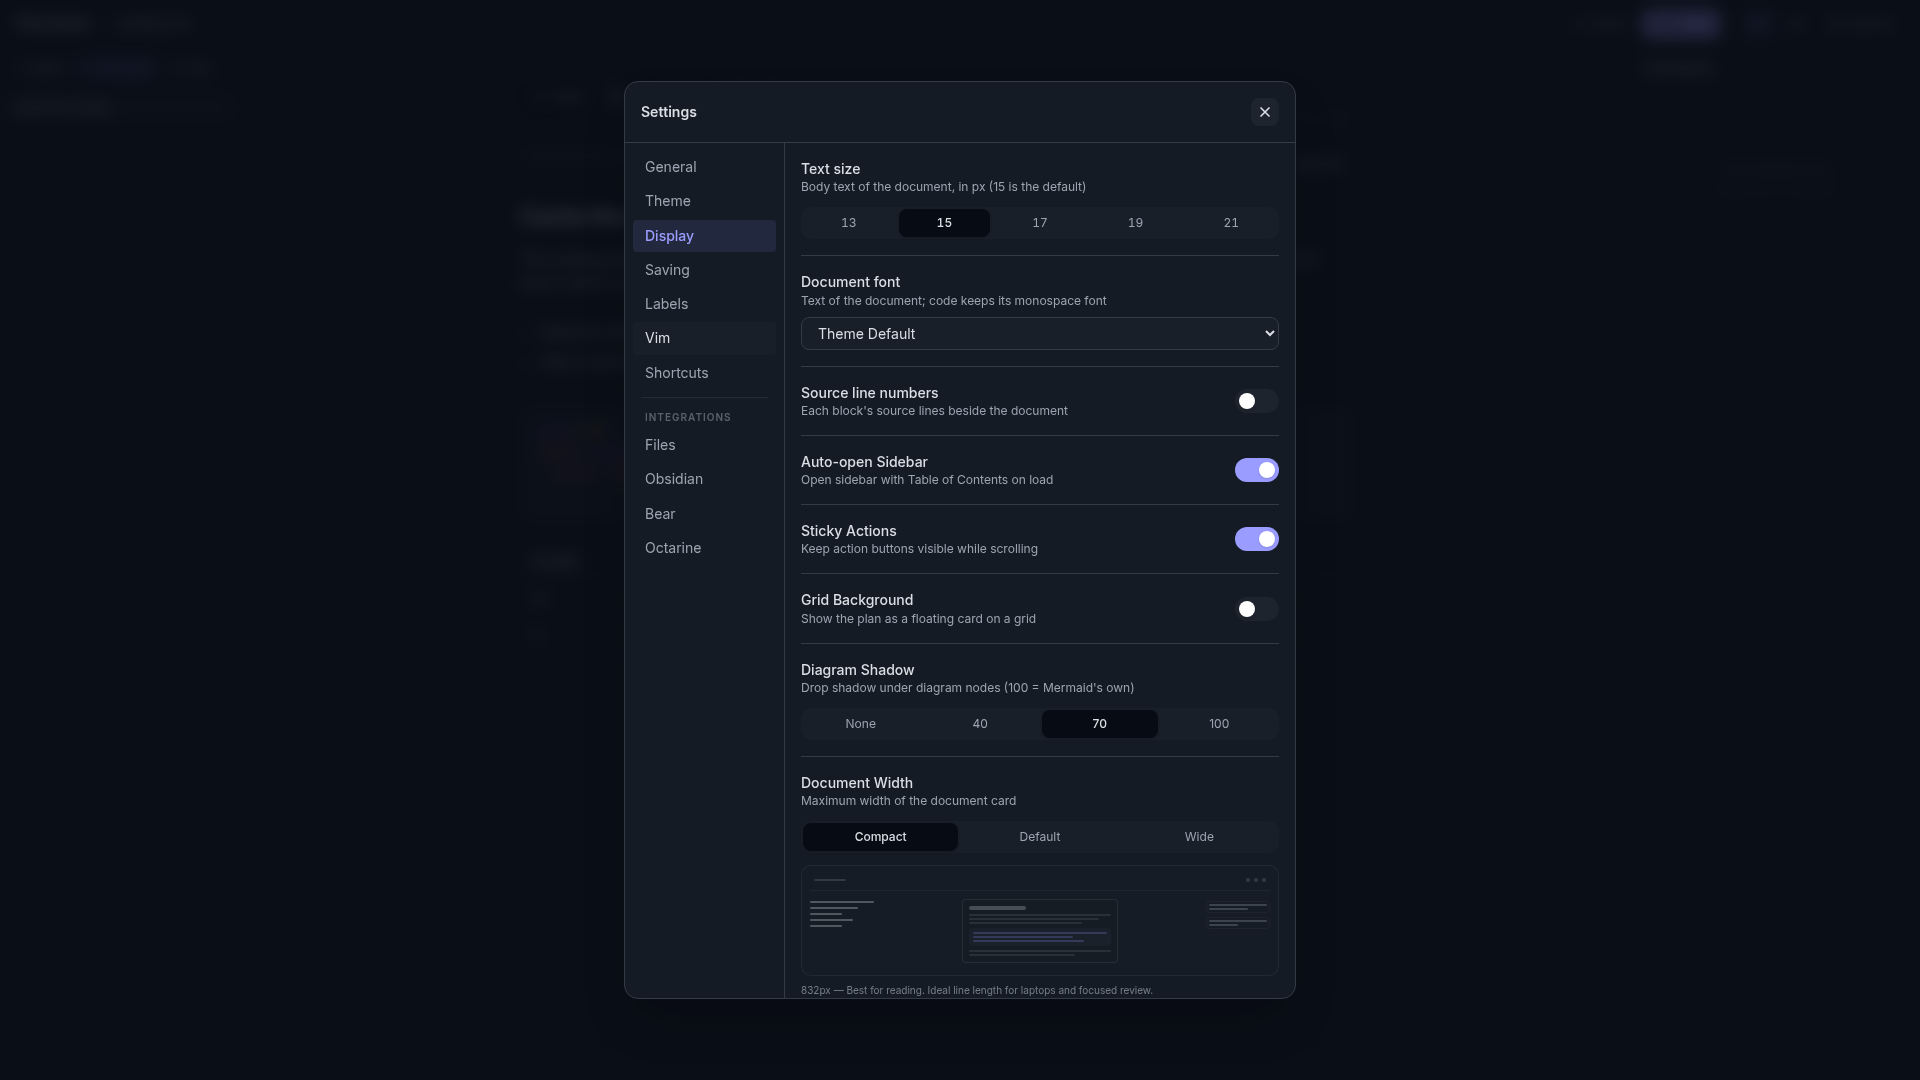 Settings
General
Theme
Display
Saving
Labels
Vim
Shortcuts
INTEGRATIONS
Files
Obsidian
Bear
Octarine
Text size
Body text of the document, in px (15 is the default)
13 15 17 19 21
Document font
Text of the document; code keeps its monospace font
Theme Default
Source line numbers
Each block's source lines beside the document
Auto-open Sidebar
Open sidebar with Table of Contents on load
Sticky Actions
Keep action buttons visible while scrolling
Grid Background
Show the plan as a floating card on a grid
Diagram Shadow
Drop shadow under diagram nodes (100 = Mermaid's own)
None 40 70 100
Document Width
Maximum width of the document card
Compact Default Wide
832px — Best for reading. Ideal line length for laptops and focused review.